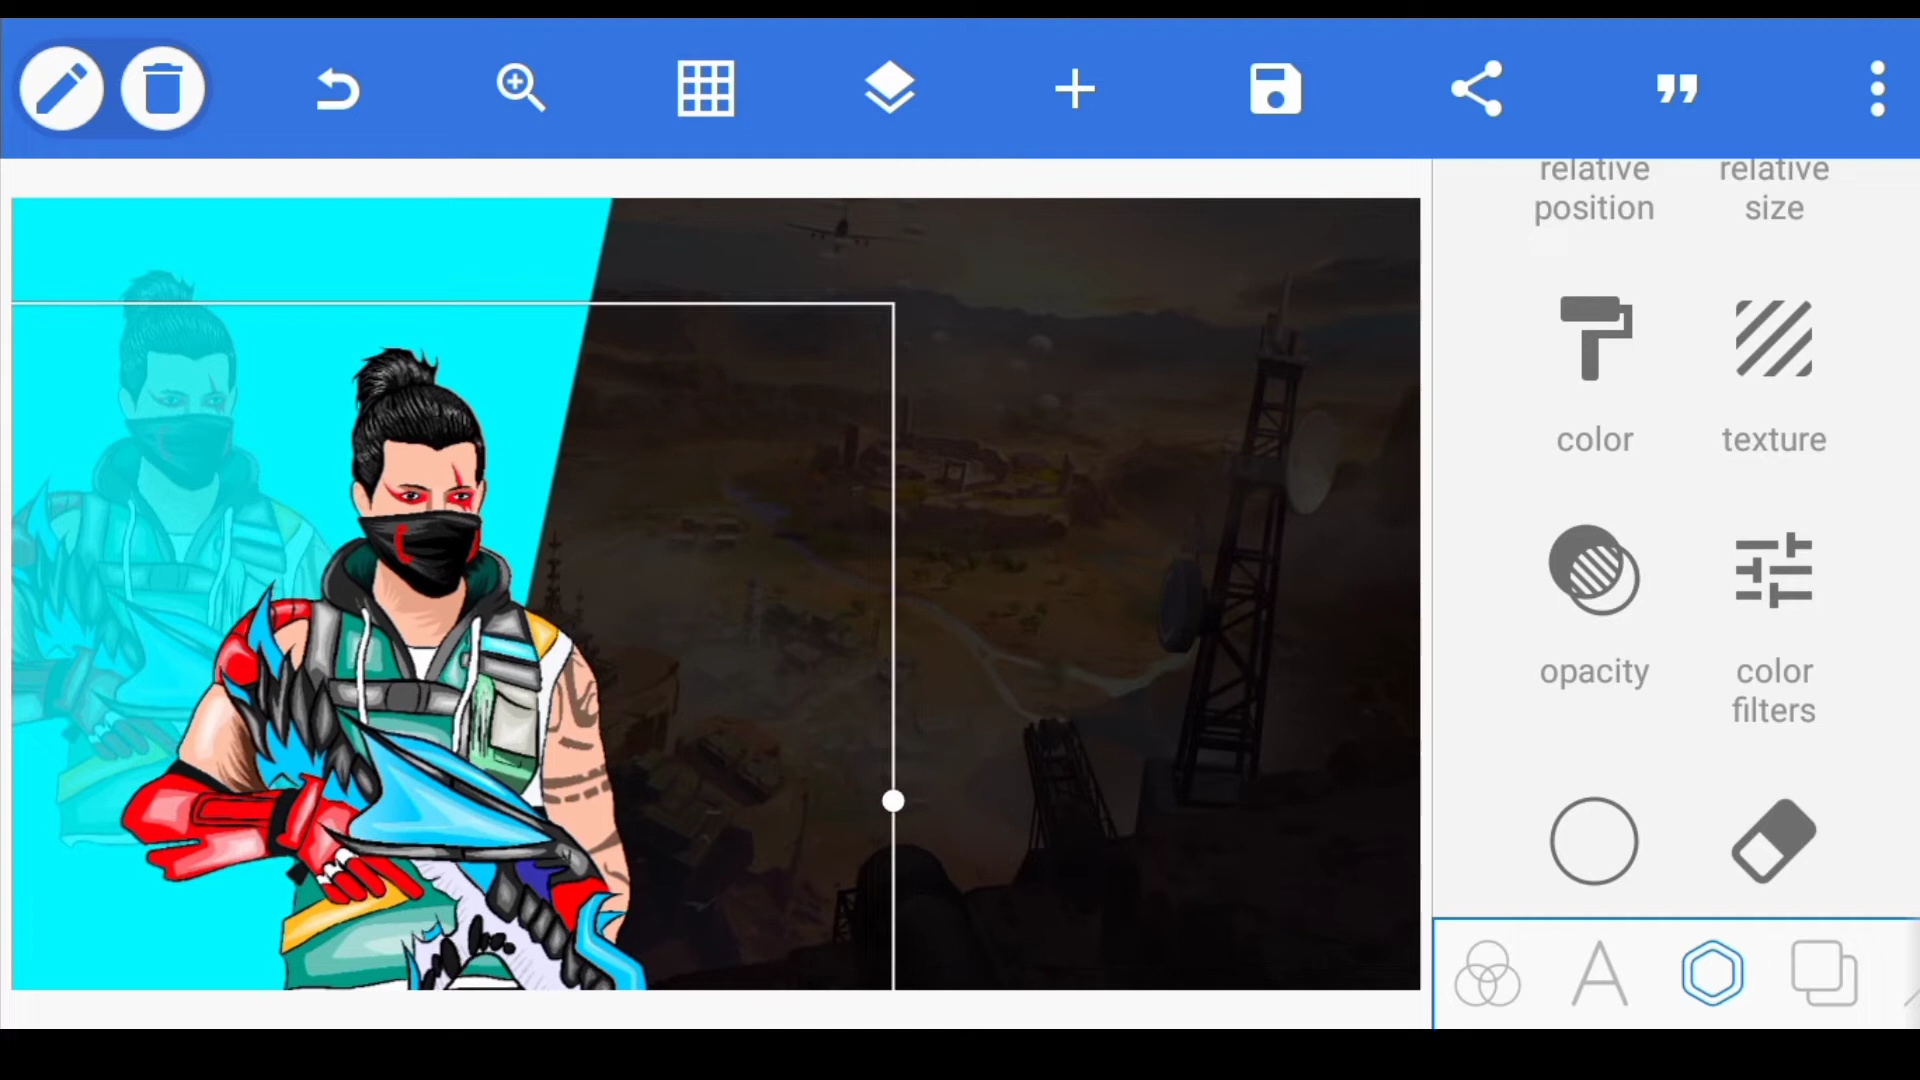 relative
position
relative
size
color
texture
opacity
color
filters